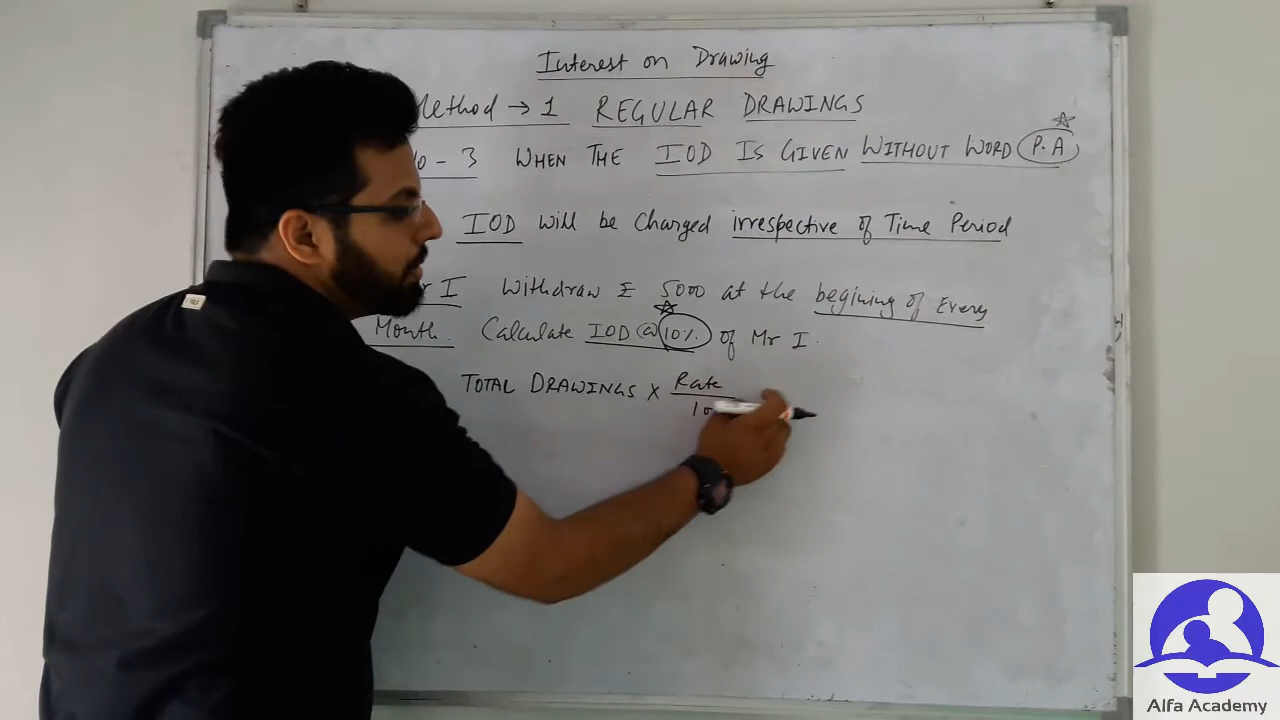 Interest on Drawing
Method → 1 REGULAR DRAWINGS
- 3 WHEN THE IOD IS GIVEN WITHOUT WORD P.A
IOD will be Charged irrespective of Time Period
I Withdraw 5000 at the begining of Every
Month. Calculate IOD @ 10% of Mr I.
TOTAL DRAWINGS × Rate
10
Alfa Academy